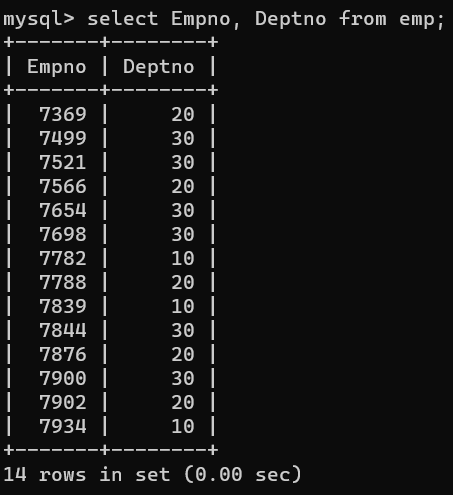 mysql> select Empno, Deptno from emp;
+-------+--------+
| Empno | Deptno |
+-------+--------+
|  7369 |     20 |
|  7499 |     30 |
|  7521 |     30 |
|  7566 |     20 |
|  7654 |     30 |
|  7698 |     30 |
|  7782 |     10 |
|  7788 |     20 |
|  7839 |     10 |
|  7844 |     30 |
|  7876 |     20 |
|  7900 |     30 |
|  7902 |     20 |
|  7934 |     10 |
+-------+--------+
14 rows in set (0.00 sec)